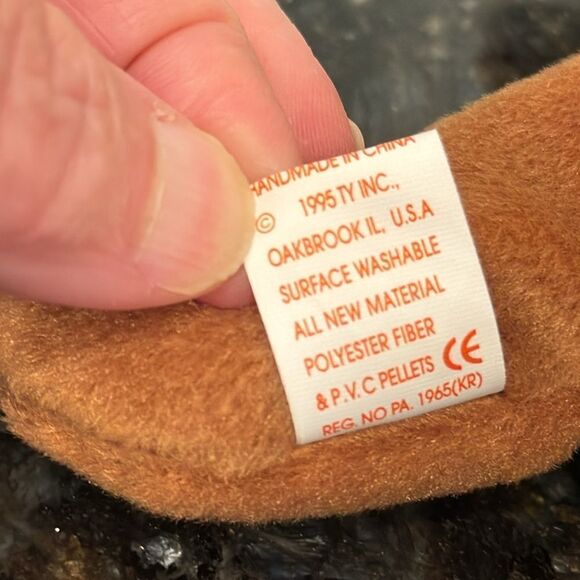 HANDMADE IN CHINA
© 1995 TY INC.,
OAKBROOK IL, U.S.A
SURFACE WASHABLE
ALL NEW MATERIAL
POLYESTER FIBER
& P.V.C PELLETS CE
REG. NO PA. 1965(KR)